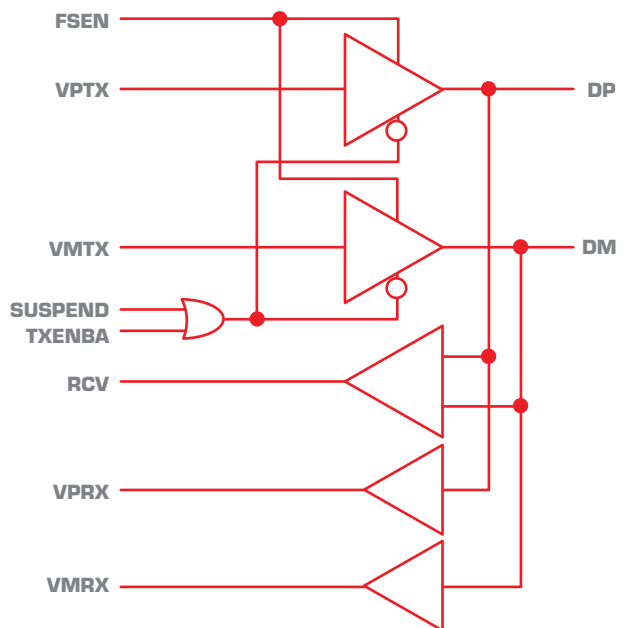 FSEN
VPTX
DP
VMTX
DM
SUSPEND
TXENBA
RCV
VPRX
VMRX